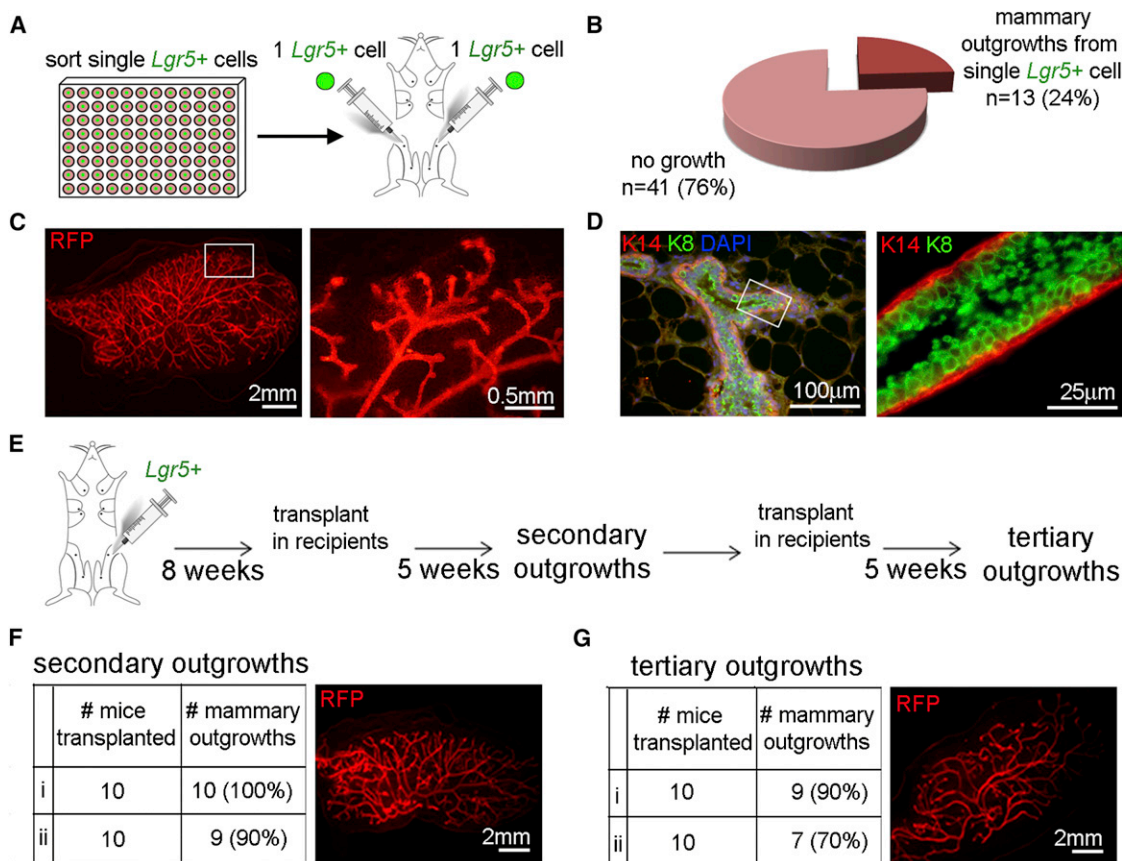 A
sort single Lgr5+ cells
1 Lgr5+ cell
1 Lgr5+ cell
B
mammary
outgrowths from
single Lgr5+ cell
n=13 (24%)
no growth
n=41 (76%)
C
RFP
2mm
0.5mm
D
K14 K8 DAPI
100μm
K14 K8
25μm
E
Lgr5+
8 weeks
transplant
in recipients
5 weeks
secondary
outgrowths
transplant
in recipients
5 weeks
tertiary
outgrowths
F
secondary outgrowths
# mice
transplanted
# mammary
outgrowths
i
10
10 (100%)
ii
10
9 (90%)
RFP
2mm
G
tertiary outgrowths
# mice
transplanted
# mammary
outgrowths
i
10
9 (90%)
ii
10
7 (70%)
RFP
2mm